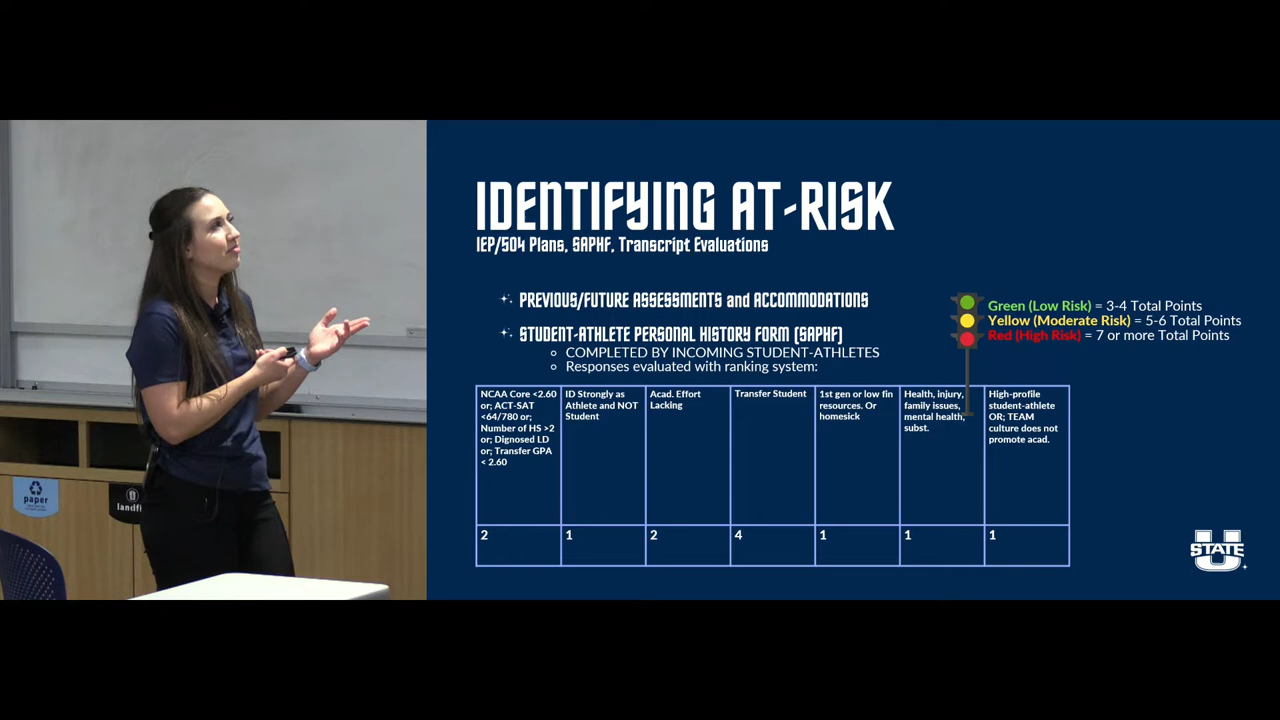 IDENTIFYING AT-RISK
IEP/504 Plans, SAPHF, Transcript Evaluations
PREVIOUS/FUTURE ASSESSMENTS and ACCOMMODATIONS
STUDENT-ATHLETE PERSONAL HISTORY FORM (SAPHF)
COMPLETED BY INCOMING STUDENT-ATHLETES
Responses evaluated with ranking system:
Green (Low Risk) = 3-4 Total Points
Yellow (Moderate Risk) = 5-6 Total Points
Red (High Risk) = 7 or more Total Points
NCAA Core <2.60
or; ACT-SAT
<64/780 or;
Number of HS >2
or; Dignosed LD
or; Transfer GPA
< 2.60
ID Strongly as
Athlete and NOT
Student
Acad. Effort
Lacking
Transfer Student
1st gen or low fin
resources. Or
homesick
Health, injury,
family issues,
mental health,
subst.
High-profile
student-athlete
OR; TEAM
culture does not
promote acad.
2
1
2
4
1
1
1
U
STATE
paper
landfi